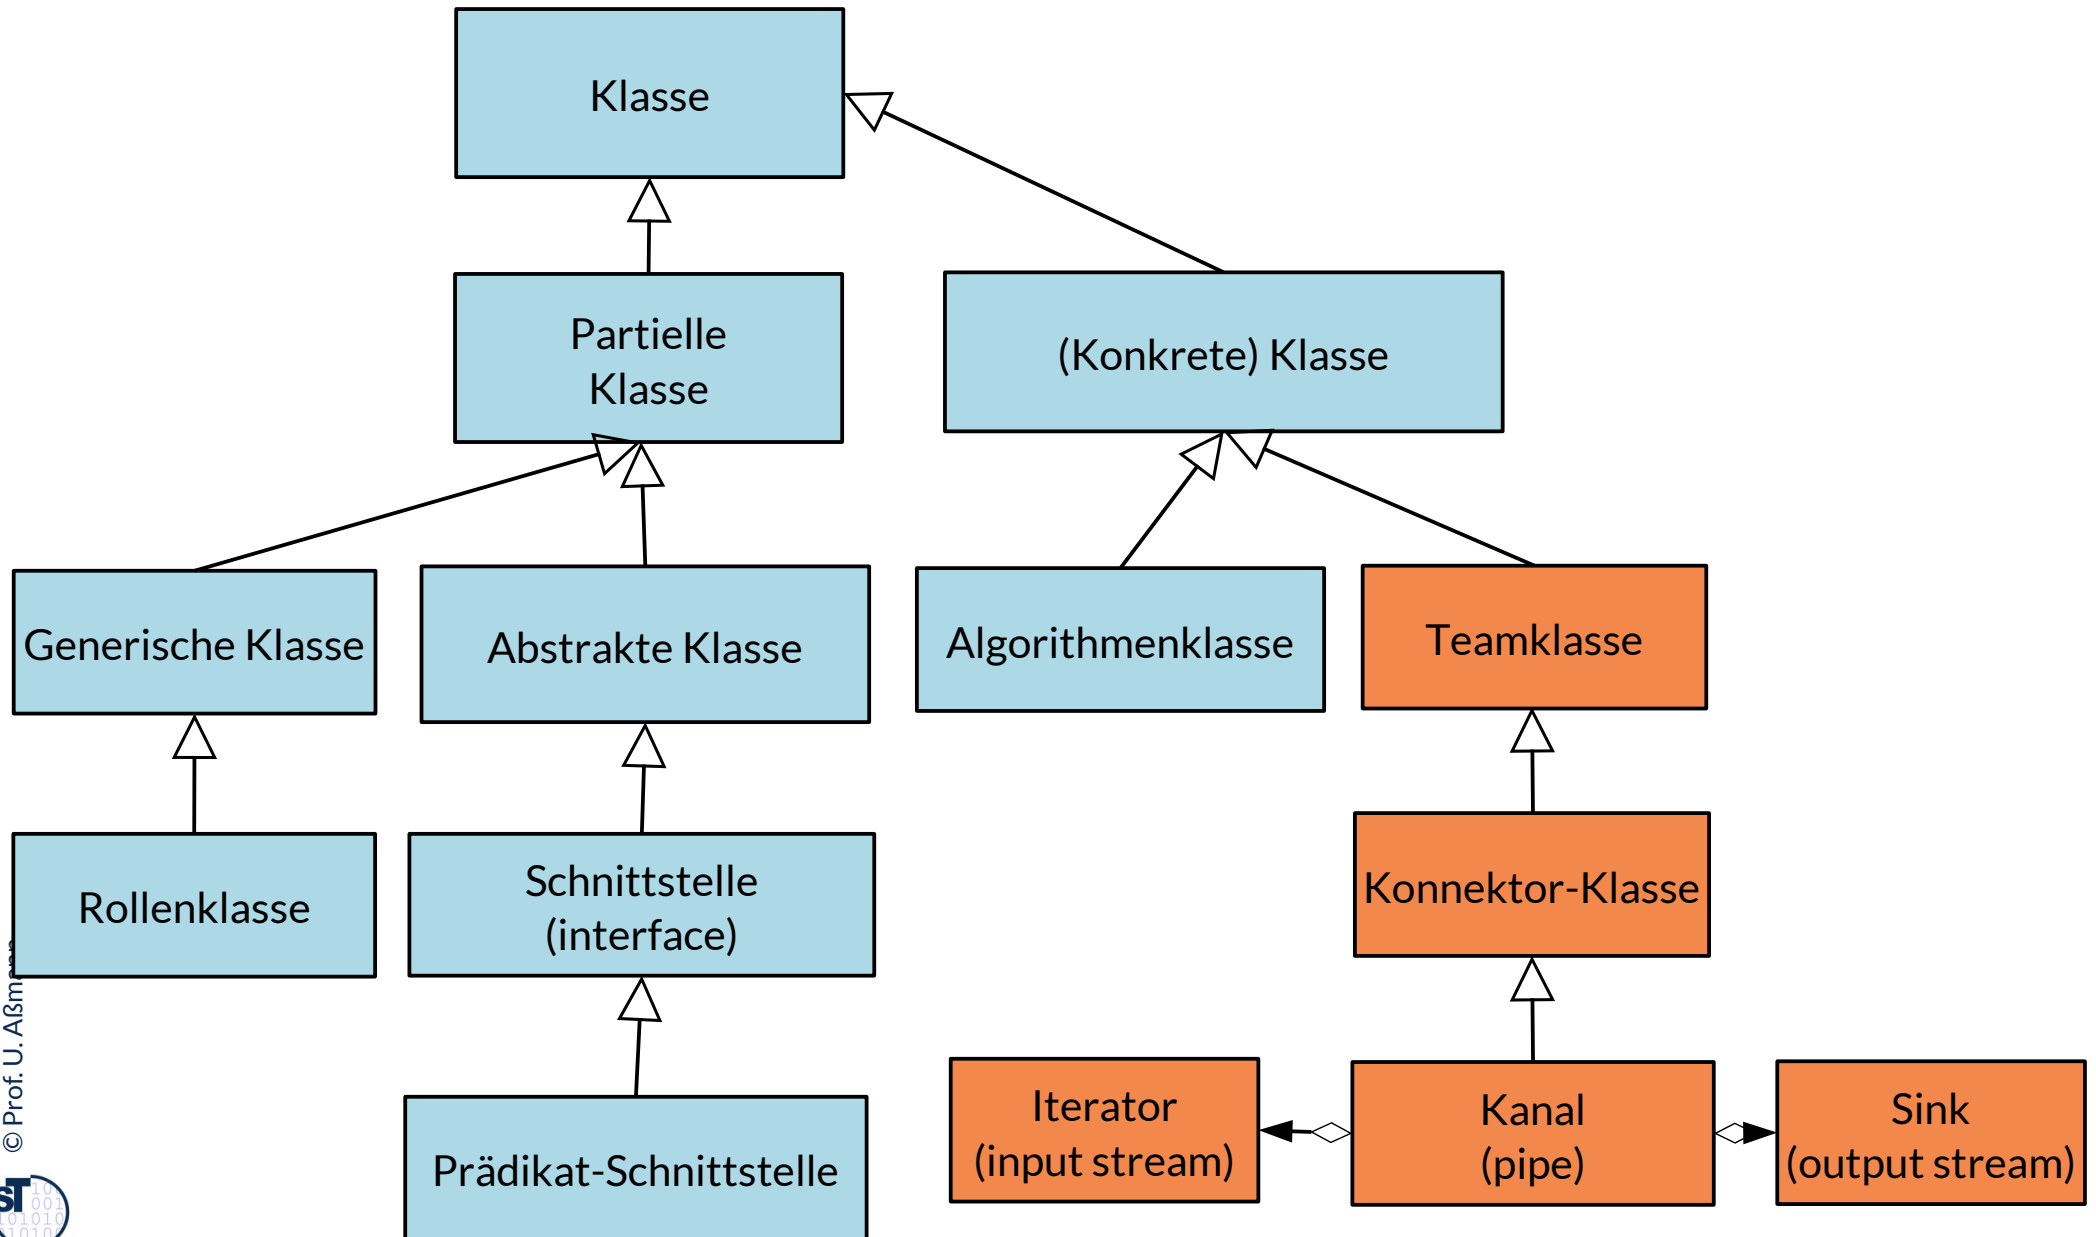 Klasse
Partielle
Klasse
(Konkrete) Klasse
Generische Klasse
Abstrakte Klasse
Algorithmenklasse
Teamklasse
Rollenklasse
Schnittstelle
(interface)
Konnektor-Klasse
Prädikat-Schnittstelle
Iterator
(input stream)
Kanal
(pipe)
Sink
(output stream)
© Prof. U.
sT